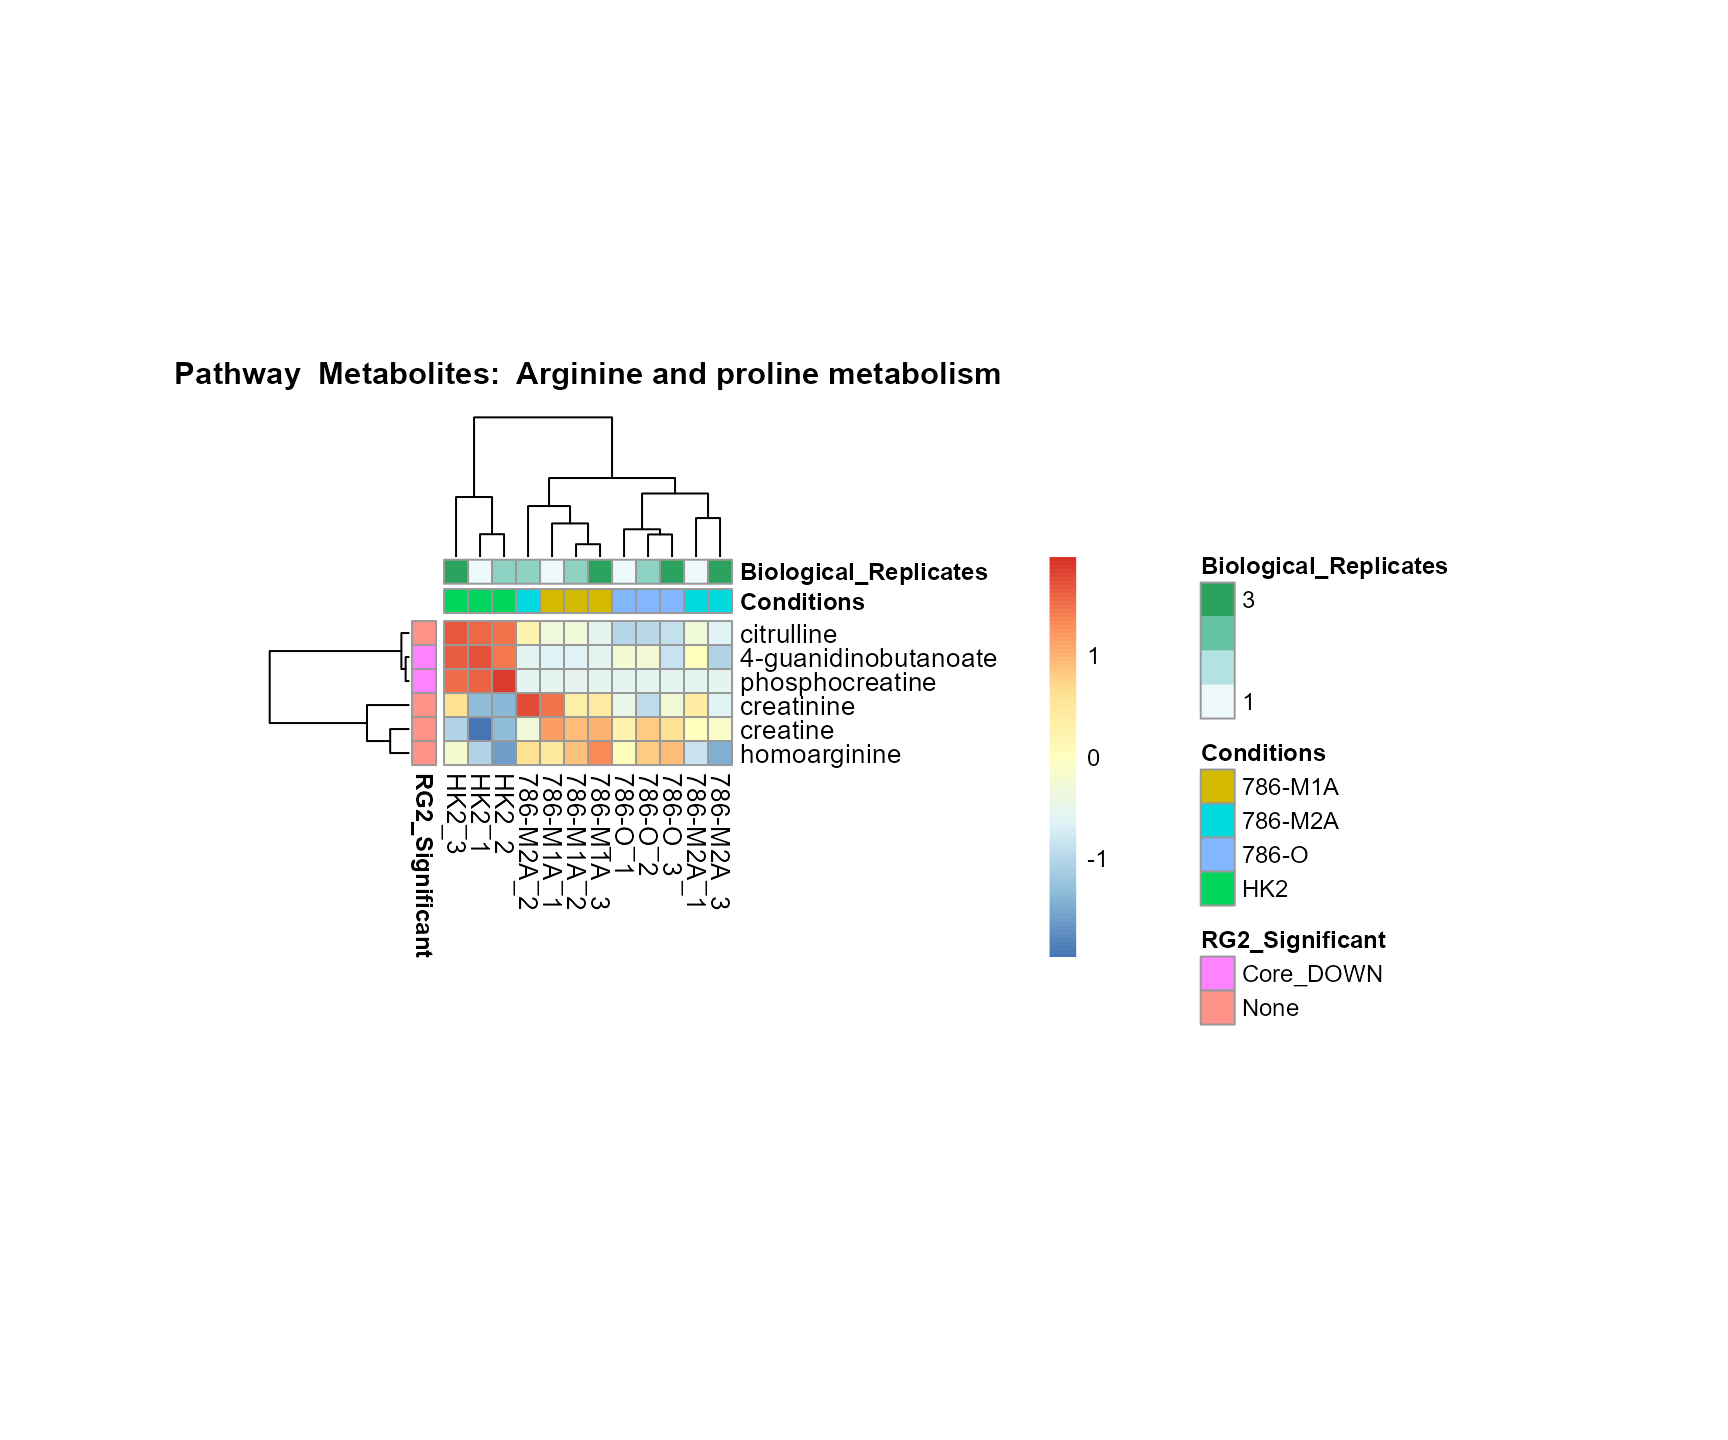 Pathway  Metabolites:  Arginine and proline metabolism
Biological_Replicates
Conditions
citrulline
4-guanidinobutanoate
phosphocreatine
creatinine
creatine
homoarginine
RG2_Significant
HK2_3
HK2_1
HK2_2
786-M2A_2
786-M1A_1
786-M1A_2
786-M1A_3
786-O_1
786-O_2
786-O_3
786-M2A_1
786-M2A_3
1
0
-1
Biological_Replicates
3
1
Conditions
786-M1A
786-M2A
786-O
HK2
RG2_Significant
Core_DOWN
None